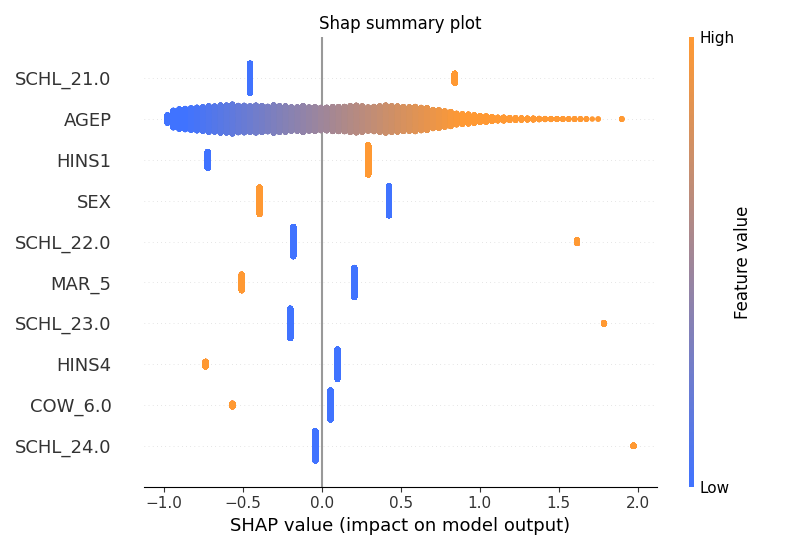 Shap summary plot
High
SCHL_21.0
AGEP
HINS1
SEX
SCHL_22.0
MAR_5
SCHL_23.0
HINS4
COW_6.0
SCHL_24.0
Feature value
Low
−1.0 −0.5 0.0 0.5 1.0 1.5 2.0
SHAP value (impact on model output)